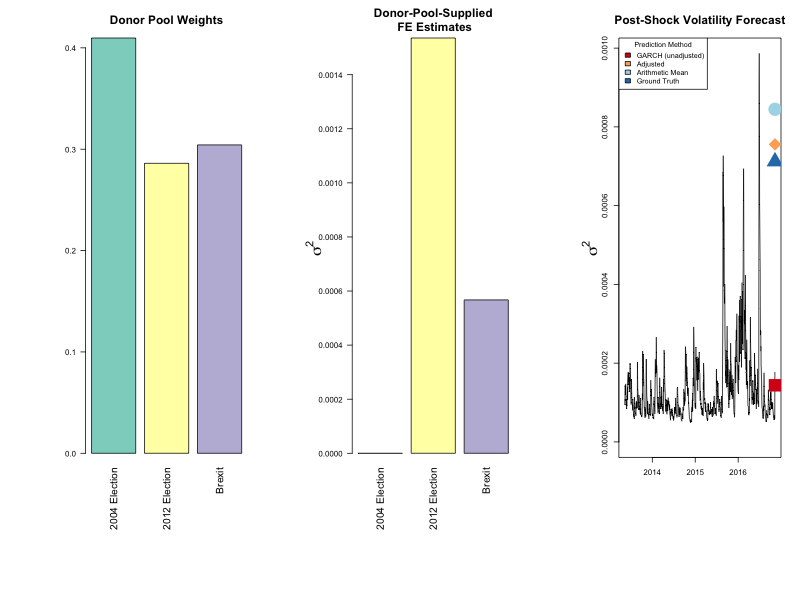 Donor Pool Weights
0.4
0.3
0.2
0.1
0.0
2004 Election
2012 Election
Brexit
Donor-Pool-Supplied
FE Estimates
σ²
0.0014
0.0012
0.0010
0.0008
0.0006
0.0004
0.0002
0.0000
2004 Election
2012 Election
Brexit
Post-Shock Volatility Forecast
σ²
0.0010
0.0008
0.0006
0.0004
0.0002
0.0000
Prediction Method
GARCH (unadjusted)
Adjusted
Arithmetic Mean
Ground Truth
2014
2015
2016